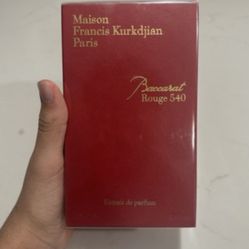 Maison
Francis Kurkdjian
Paris
Baccarat
Rouge 540
Extrait de parfum